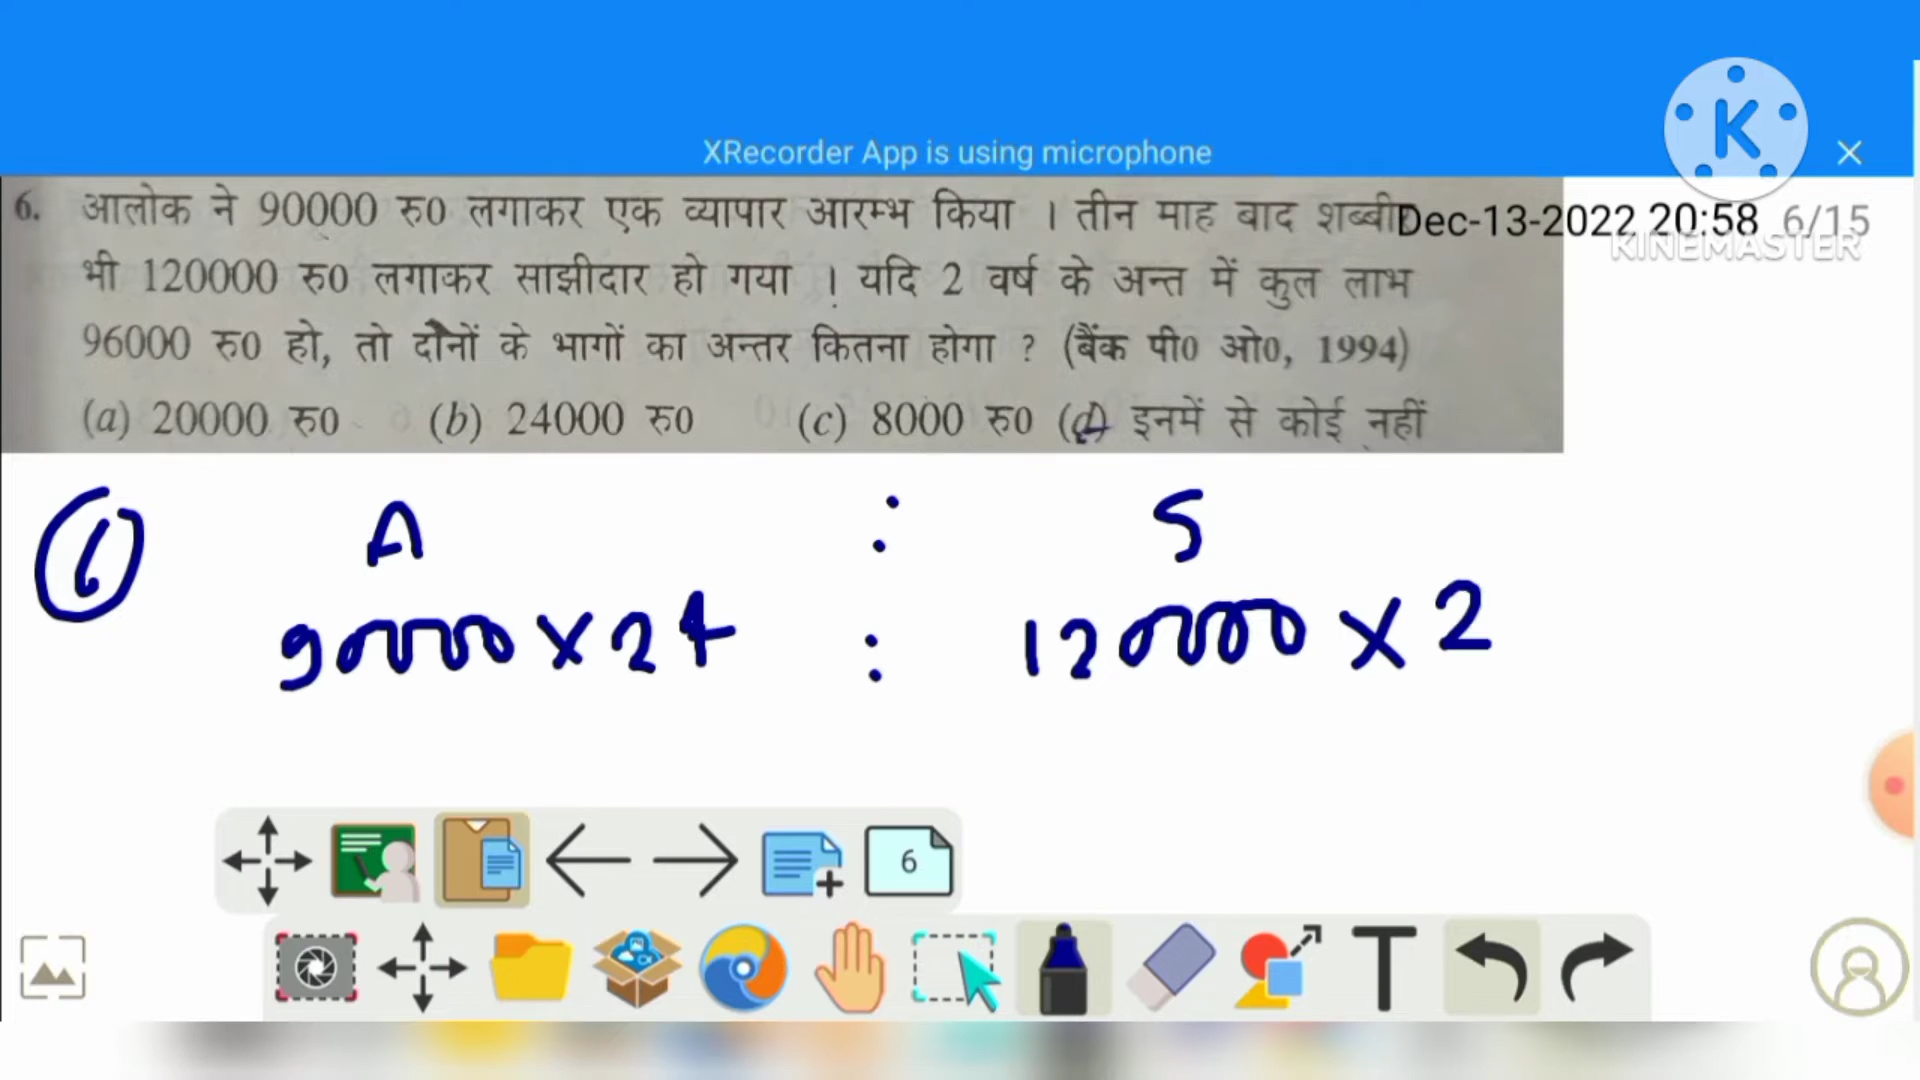 XRecorder App is using microphone
K
6. आलोक ने 90000 रु0 लगाकर एक व्यापार आरम्भ किया । तीन माह बाद शब्बीर
Dec-13-2022 20:58 6/15
KINEMASTER
भी 120000 रु0 लगाकर सांझीदार हो गया । यदि 2 वर्ष के अन्त में कुल लाभ
96000 रु0 हो, तो दोनों के भागों का अन्तर कितना होगा ? (बैंक पी0 ओ0, 1994)
(a) 20000 रु0 (b) 24000 रु0 (c) 8000 रु0 (d) इनमें से कोई नहीं
6 A : S
90000 × 24 : 120000 × 2
6
T